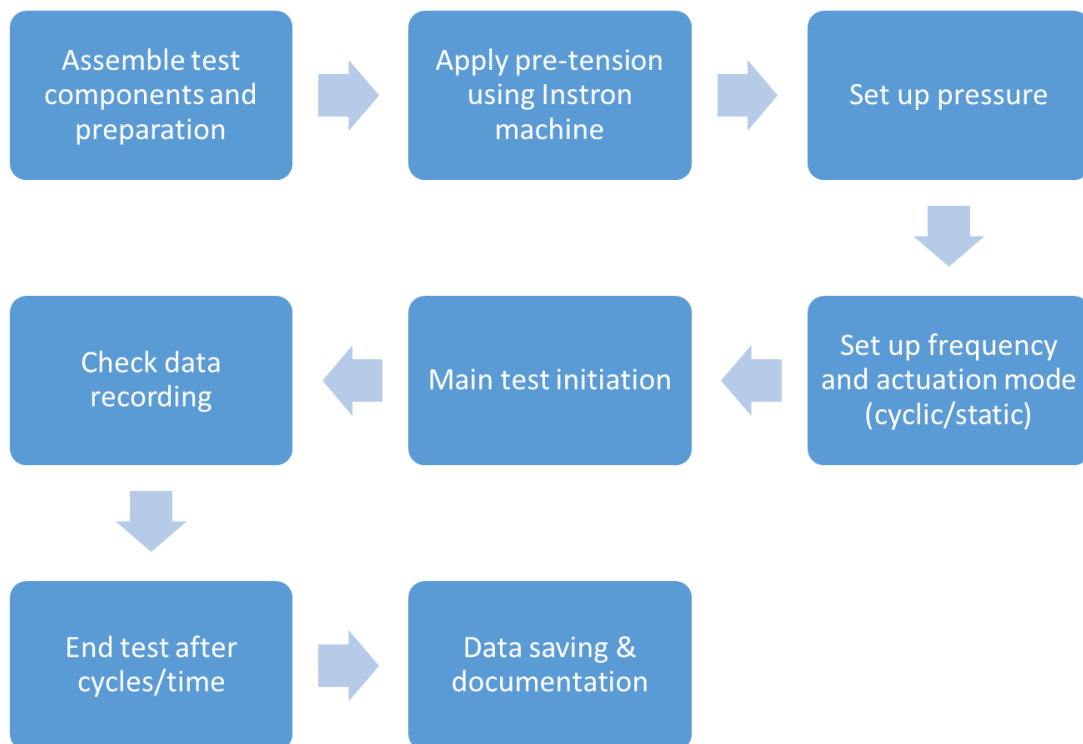 Assemble test
components and
preparation
Apply pre-tension
using Instron
machine
Set up pressure
Set up frequency
and actuation mode
(cyclic/static)
Main test initiation
Check data
recording
End test after
cycles/time
Data saving &
documentation